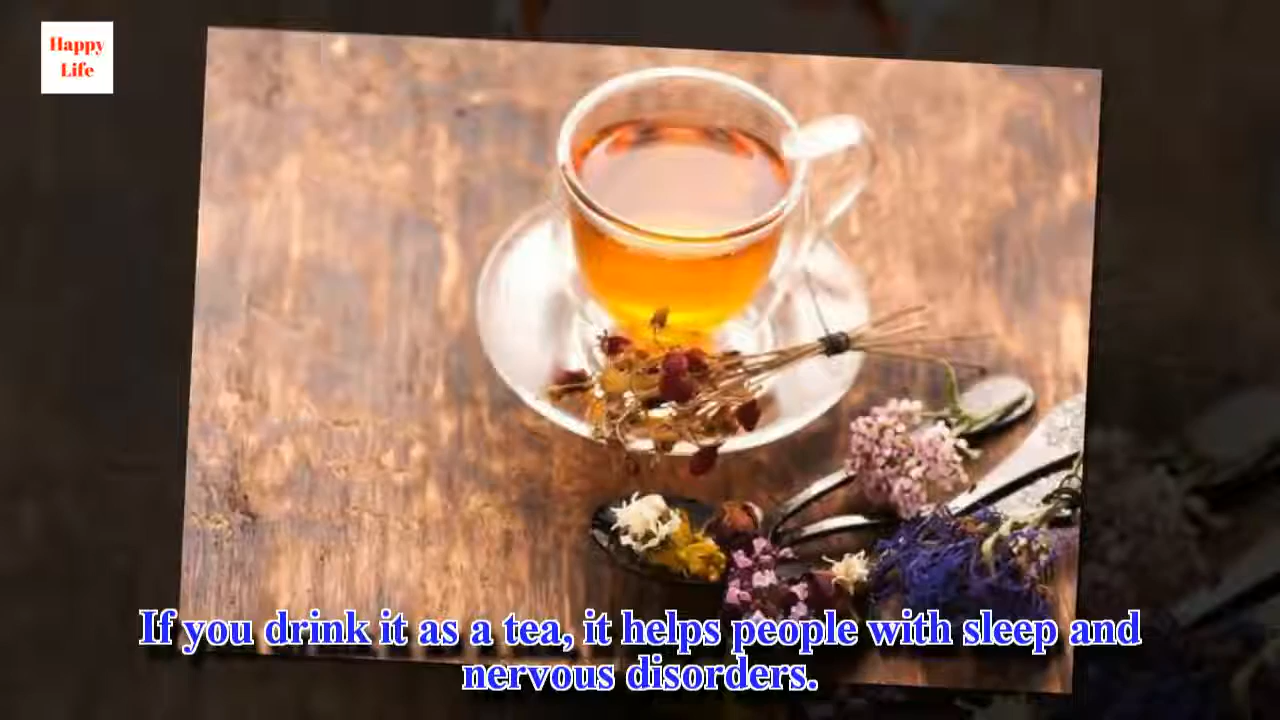 Happy
Life
If you drink it as a tea, it helps people with sleep and
nervous disorders.